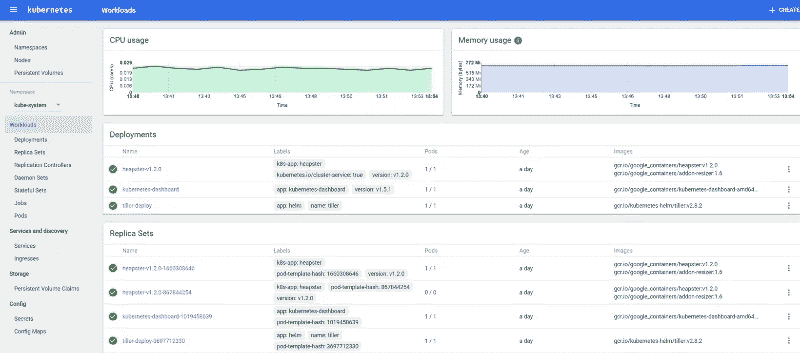 kubernetes
Workloads
+ CREATE
Admin
Namespaces
Nodes
Persistent Volumes
Namespace
kube-system
Workloads
Deployments
Replica Sets
Replication Controllers
Daemon Sets
Stateful Sets
Jobs
Pods
Services and discovery
Services
Ingresses
Storage
Persistent Volume Claims
Config
Secrets
Config Maps
CPU usage
CPU (cores)
0.029
0.019
0.013
0.006
0
13:40 13:41 13:43 13:45 13:46 13:48 13:50 13:51 13:53 13:54
Time
Memory usage
Memory (bytes)
772 Mi
515 Mi
343 Mi
172 Mi
0
13:40 13:41 13:43 13:45 13:46 13:48 13:50 13:51 13:53 13:54
Time
Deployments
Name Labels Pods Age Images
heapster-v1.2.0
k8s-app: heapster
kubernetes.io/cluster-service: true version: v1.2.0
1 / 1
a day
gcr.io/google_containers/heapster:v1.2.0
gcr.io/google_containers/addon-resizer:1.6
kubernetes-dashboard app: kubernetes-dashboard version: v1.5.1 1 / 1 a day gcr.io/google_containers/kubernetes-dashboard-amd64...
tiller-deploy app: helm name: tiller 1 / 1 a day gcr.io/kubernetes-helm/tiller:v2.8.2
Replica Sets
Name Labels Pods Age Images
heapster-v1.2.0-1660308646
k8s-app: heapster
pod-template-hash: 1660308646 version: v1.2.0
1 / 1
a day
gcr.io/google_containers/heapster:v1.2.0
gcr.io/google_containers/addon-resizer:1.6
heapster-v1.2.0-867844254
k8s-app: heapster pod-template-hash: 867844254
version: v1.2.0
0 / 0
a day
gcr.io/google_containers/heapster:v1.2.0
gcr.io/google_containers/addon-resizer:1.6
kubernetes-dashboard-1019458639
app: kubernetes-dashboard
pod-template-hash: 1019458639
1 / 1
a day
gcr.io/google_containers/kubernetes-dashboard-amd64...
tiller-deploy-3697712330
app: helm name: tiller
pod-template-hash: 3697712330
1 / 1
a day
gcr.io/kubernetes-helm/tiller:v2.8.2